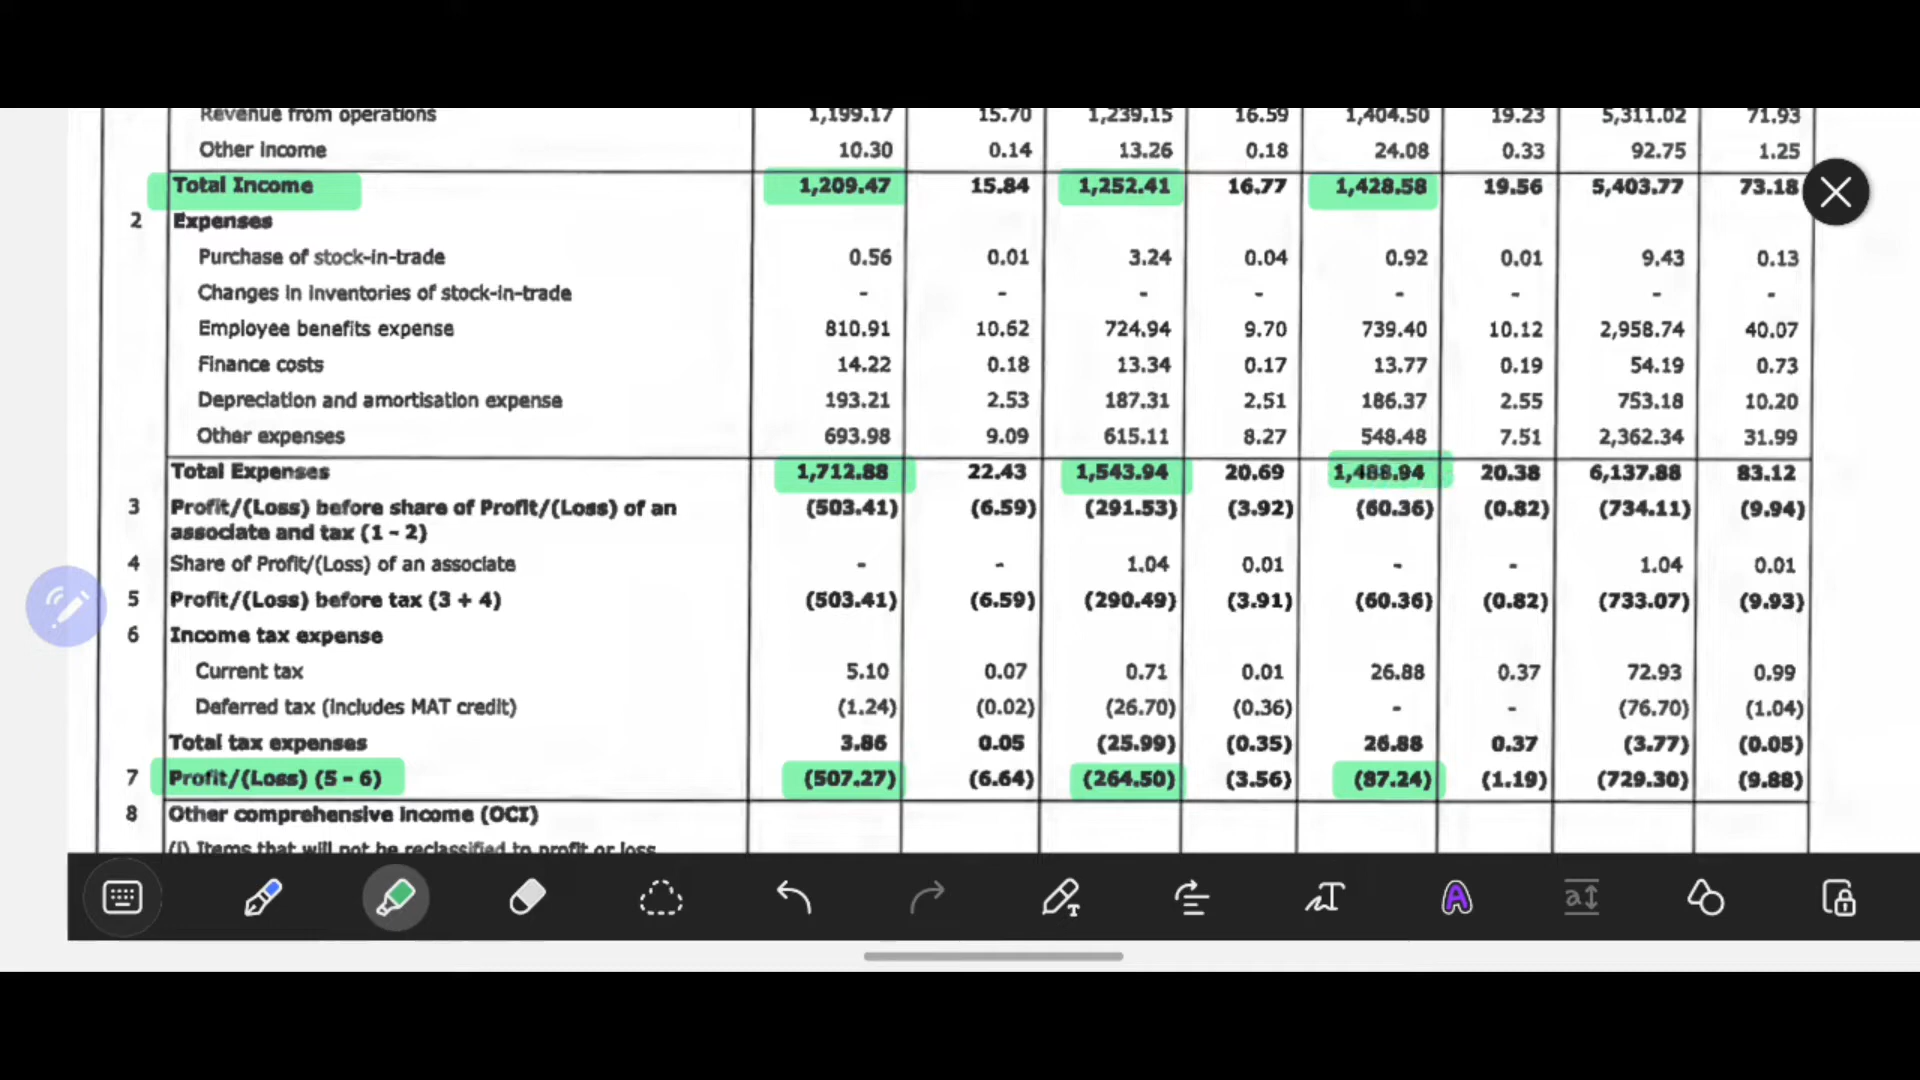 Revenue from operations 1,199.17 15.70 1,239.15 16.59 1,404.50 19.23 5,311.02 71.93
Other income 10.30 0.14 13.26 0.18 24.08 0.33 92.75 1.25
Total Income 1,209.47 15.84 1,252.41 16.77 1,428.58 19.56 5,403.77 73.18
2 Expenses
Purchase of stock-in-trade 0.56 0.01 3.24 0.04 0.92 0.01 9.43 0.13
Changes in inventories of stock-in-trade - - - - - - - -
Employee benefits expense 810.91 10.62 724.94 9.70 739.40 10.12 2,958.74 40.07
Finance costs 14.22 0.18 13.34 0.17 13.77 0.19 54.19 0.73
Depreciation and amortisation expense 193.21 2.53 187.31 2.51 186.37 2.55 753.18 10.20
Other expenses 693.98 9.09 615.11 8.27 548.48 7.51 2,362.34 31.99
Total Expenses 1,712.88 22.43 1,543.94 20.69 1,488.94 20.38 6,137.88 83.12
3 Profit/(Loss) before share of Profit/(Loss) of an (503.41) (6.59) (291.53) (3.92) (60.36) (0.82) (734.11) (9.94)
associate and tax (1 - 2)
4 Share of Profit/(Loss) of an associate - - 1.04 0.01 - - 1.04 0.01
5 Profit/(Loss) before tax (3 + 4) (503.41) (6.59) (290.49) (3.91) (60.36) (0.82) (733.07) (9.93)
6 Income tax expense
Current tax 5.10 0.07 0.71 0.01 26.88 0.37 72.93 0.99
Deferred tax (includes MAT credit) (1.24) (0.02) (26.70) (0.36) - - (76.70) (1.04)
Total tax expenses 3.86 0.05 (25.99) (0.35) 26.88 0.37 (3.77) (0.05)
7 Profit/(Loss) (5 - 6) (507.27) (6.64) (264.50) (3.56) (87.24) (1.19) (729.30) (9.88)
8 Other comprehensive income (OCI)
(i) Items that will not be reclassified to profit or loss